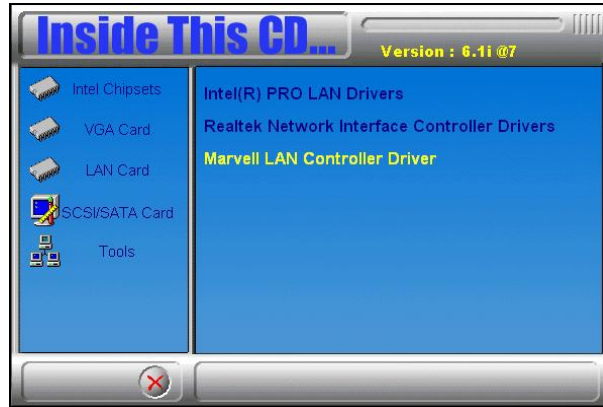 Inside This CD...
Version : 6.1i @7
Intel Chipsets
VGA Card
LAN Card
SCSI/SATA Card
Tools
Intel(R) PRO LAN Drivers
Realtek Network Interface Controller Drivers
Marvell LAN Controller Driver